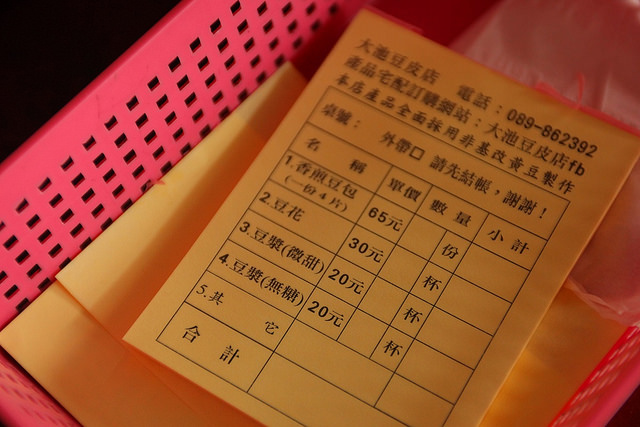 大池豆皮店 電話：089-862392
產品宅配訂購網站：大池豆皮店fb
本店產品全面採用非基改黃豆製作
桌號： 外帶口 請先結帳，謝謝！
名 稱 取價 數量 小計
1.香煎豆包 65元 份
(一份4片)
2.豆花 30元 杯
3.豆漿(微甜) 20元 杯
4.豆漿(無糖) 20元 杯
5.其 它
合 計